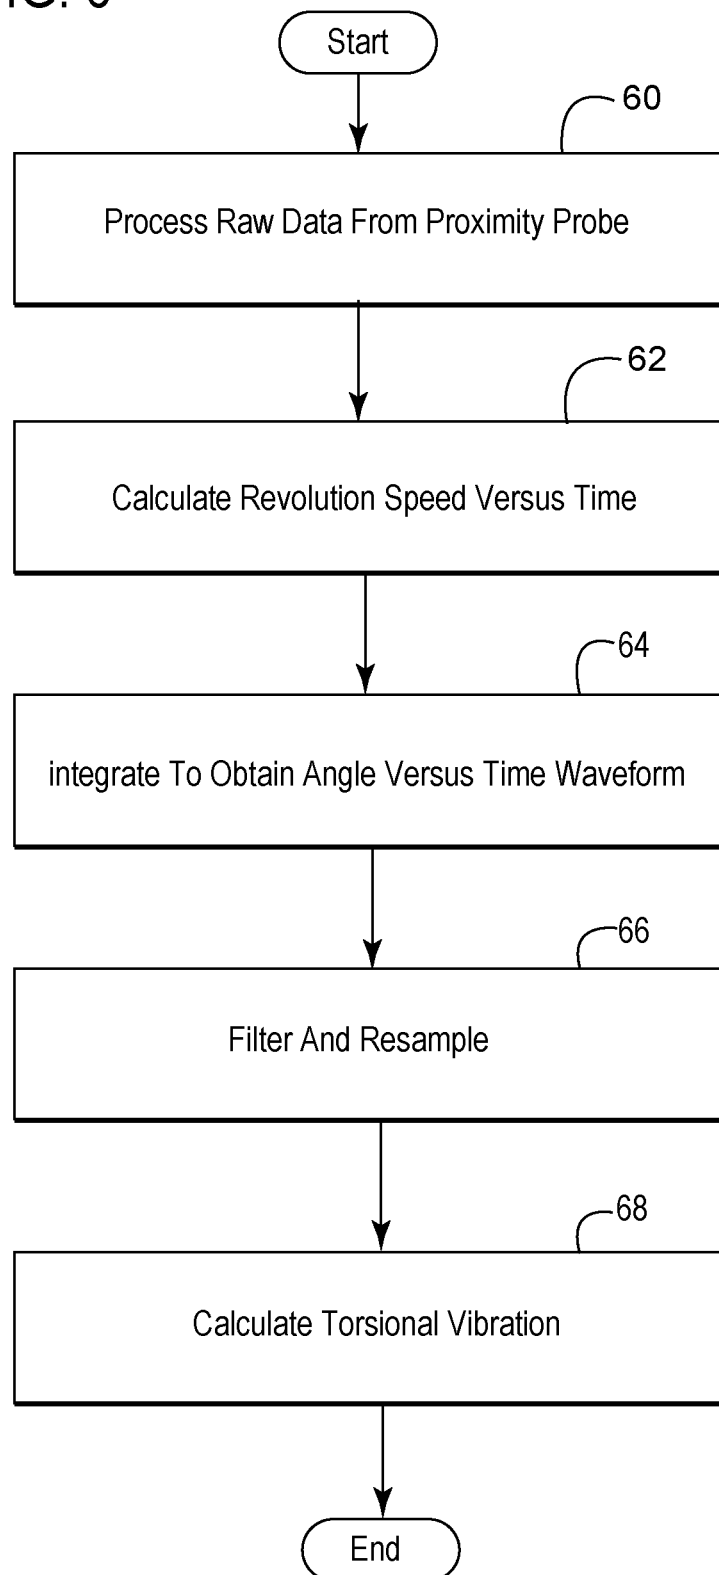 Start
60
Process Raw Data From Proximity Probe
62
Calculate Revolution Speed Versus Time
64
integrate To Obtain Angle Versus Time Waveform
66
Filter And Resample
68
Calculate Torsional Vibration
End